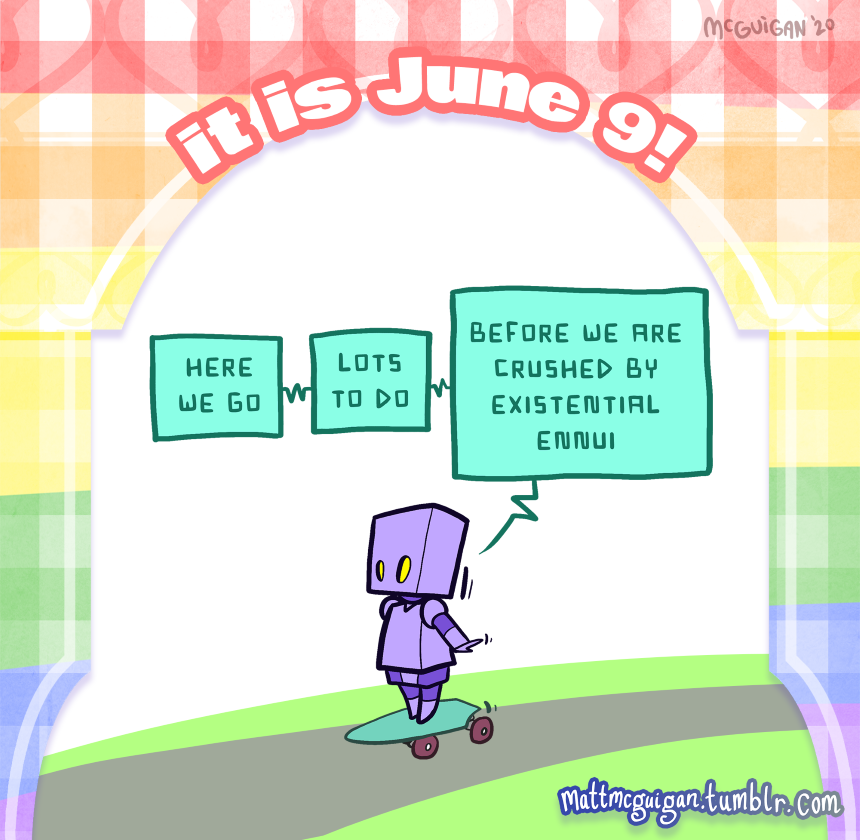 McGUIGAN '20
it is June 9!
HERE
WE GO
LOTS
TO DO
BEFORE WE ARE
CRUSHED BY
EXISTENTIAL
ENNUI
mattmcguigan.tumblr.com